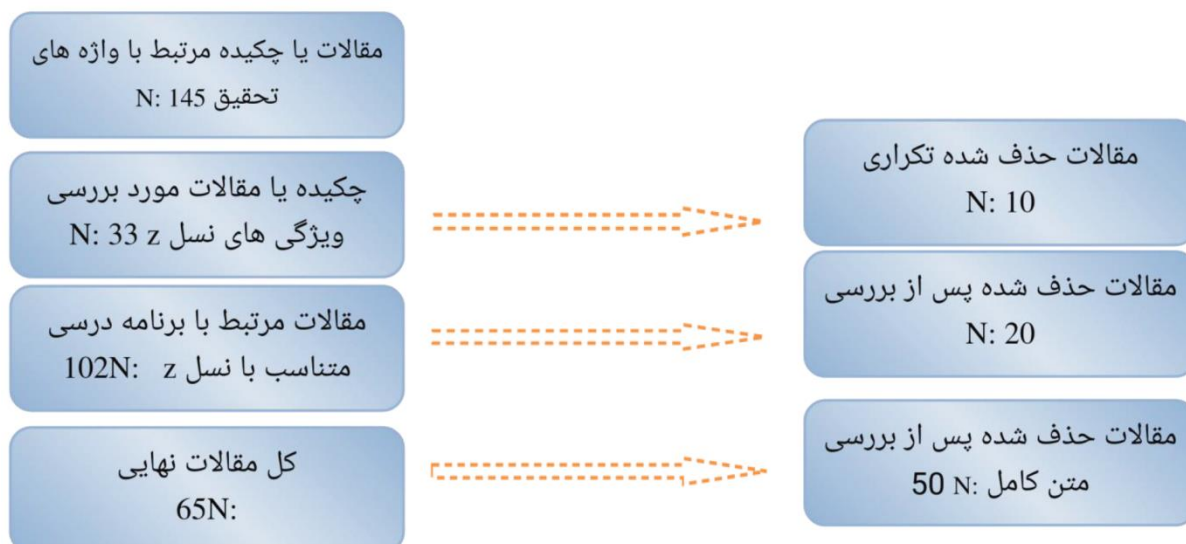 مقالات یا چکیده مرتبط با واژه های
تحقیق N: 145
چکیده یا مقالات مورد بررسی
ویژگی های نسل N: 33 z
مقالات مرتبط با برنامه درسی
متناسب با نسل z 102N:
کل مقالات نهایی
65N:
مقالات حذف شده تکراری
N: 10
مقالات حذف شده پس از بررسی
N: 20
مقالات حذف شده پس از بررسی
متن کامل N: 50